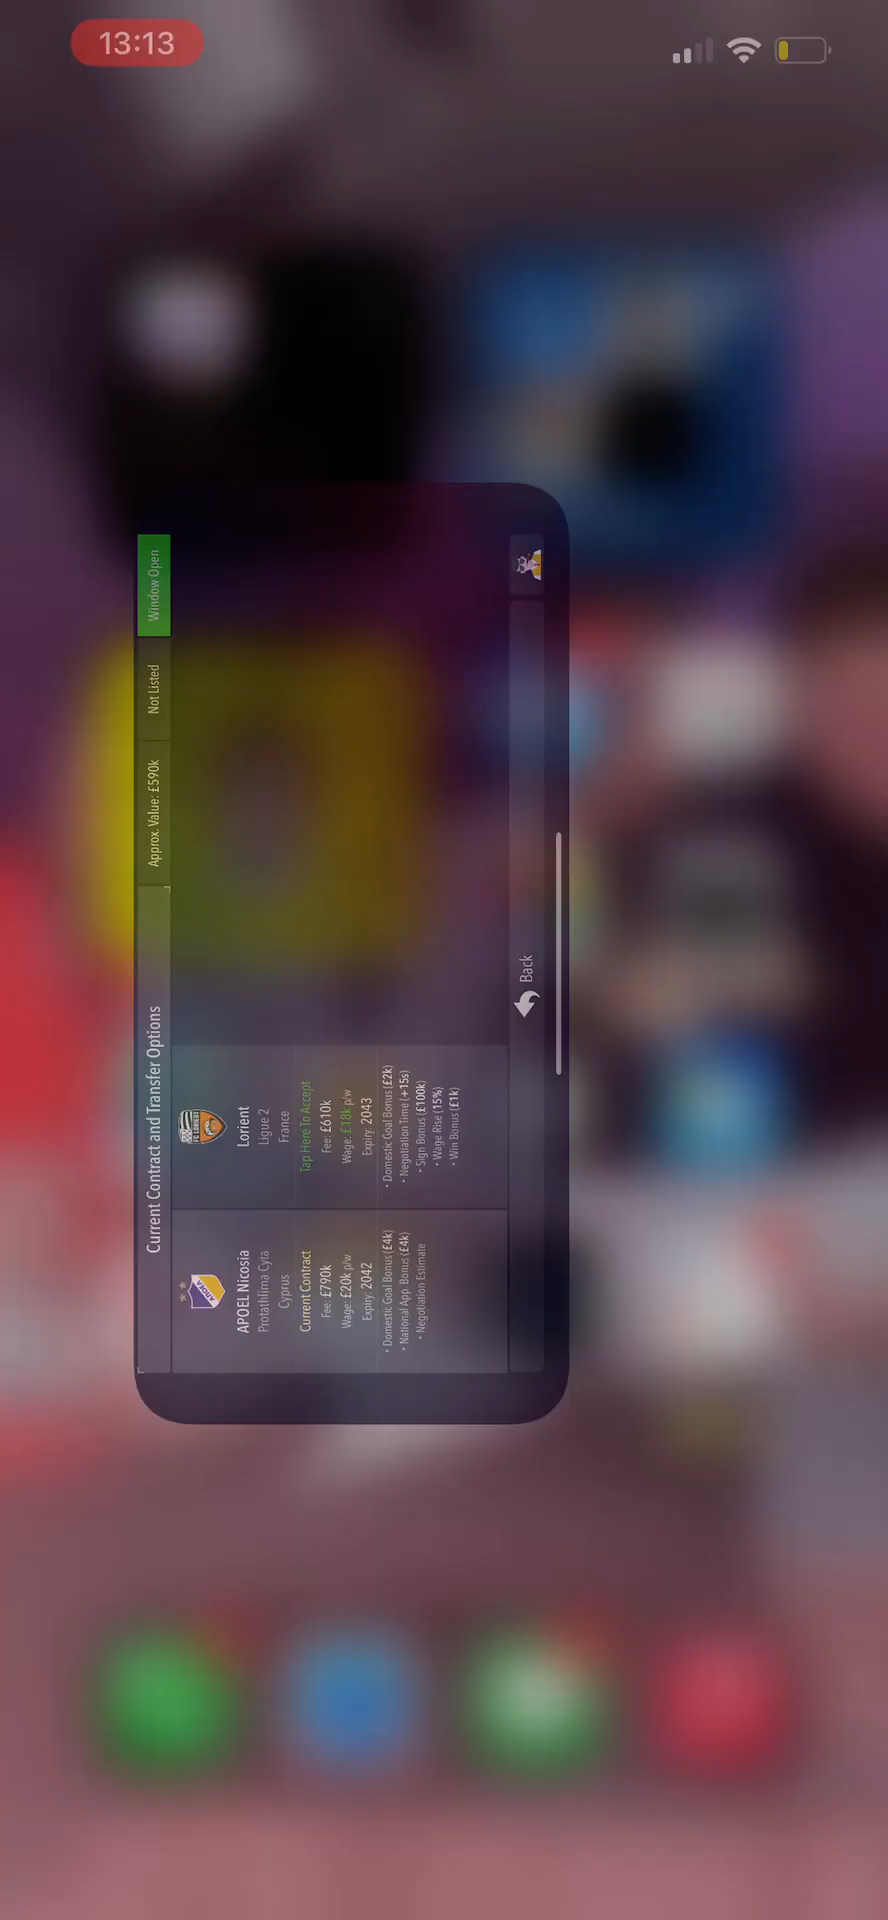 13:13
Current Contract and Transfer Options
Approx. Value: £590k
Not Listed
Window Open
APOEL Nicosia
Protathlima Cyta
Cyprus
Current Contract
Fee: £790k
Wage: £20k p/w
Expiry: 2042
• Domestic Goal Bonus (£4k)
• National App. Bonus (£4k)
• Negotiation Estimate
Lorient
Ligue 2
France
Tap Here To Accept
Fee: £610k
Wage: £18k p/w
Expiry: 2043
• Domestic Goal Bonus (£2k)
• Negotiation Time (+15s)
• Sign Bonus (£100k)
• Wage Rise (15%)
• Win Bonus (£1k)
Back